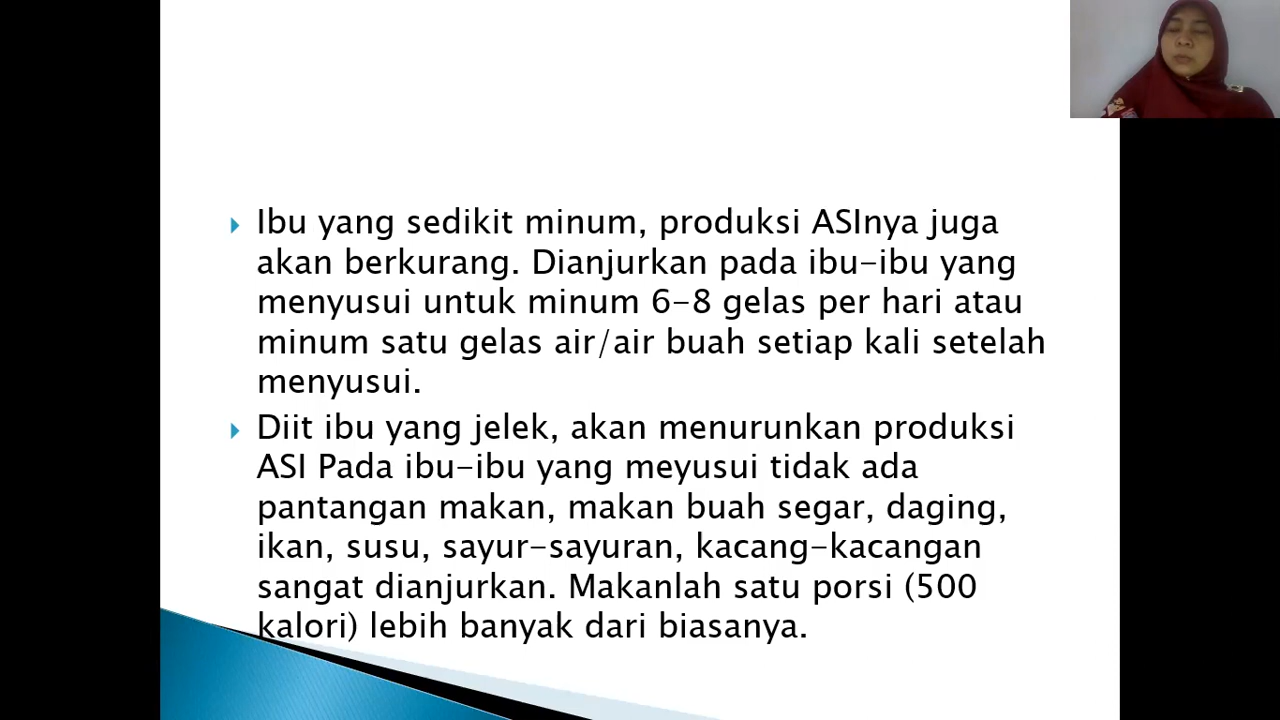 Ibu yang sedikit minum, produksi ASInya juga
akan berkurang. Dianjurkan pada ibu-ibu yang
menyusui untuk minum 6-8 gelas per hari atau
minum satu gelas air/air buah setiap kali setelah
menyusui.
Diit ibu yang jelek, akan menurunkan produksi
ASI Pada ibu-ibu yang meyusui tidak ada
pantangan makan, makan buah segar, daging,
ikan, susu, sayur-sayuran, kacang-kacangan
sangat dianjurkan. Makanlah satu porsi (500
kalori) lebih banyak dari biasanya.